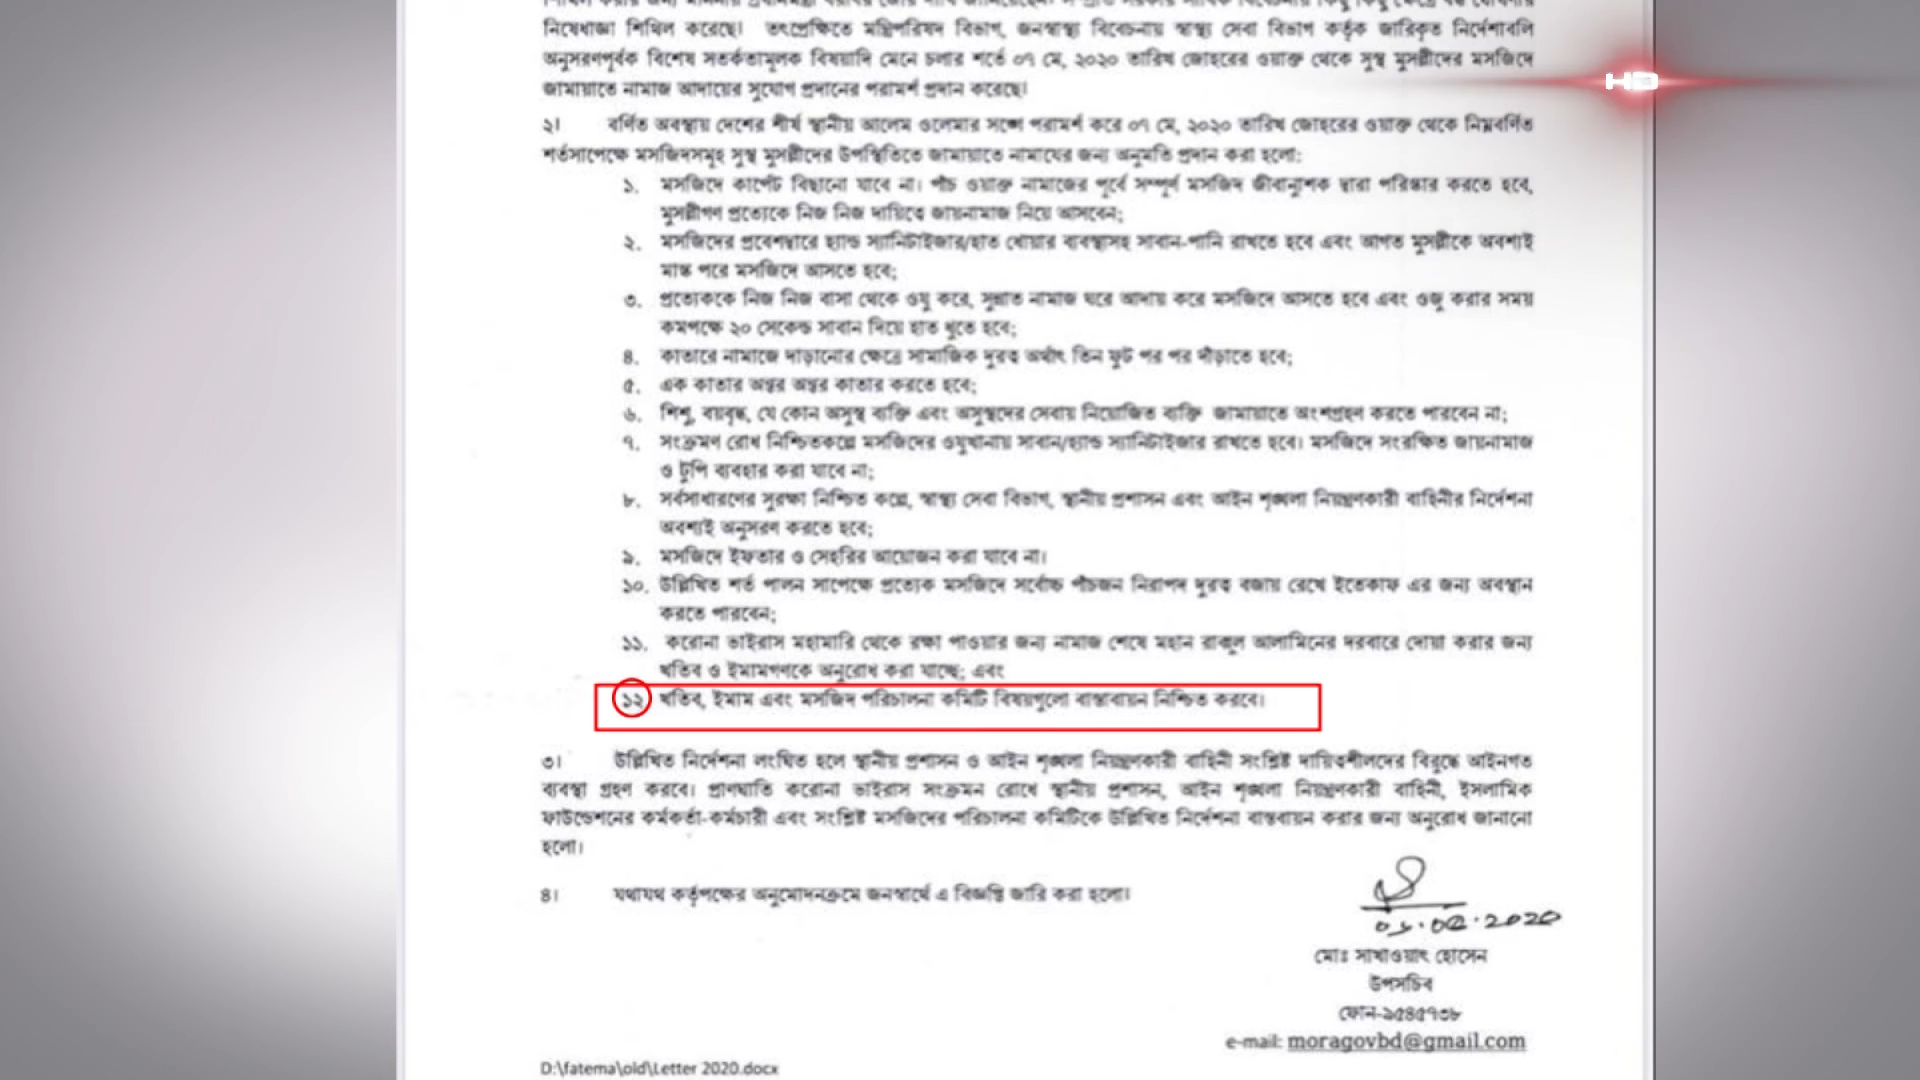 নিষেধাজ্ঞা শিথিল করেছে। তৎপ্রেক্ষিতে মন্ত্রিপরিষদ বিভাগ, জনস্বাস্থ্য বিবেচনায় স্বাস্থ্য সেবা বিভাগ কর্তৃক জারিকৃত নির্দেশাবলি
অনুসরণপূর্বক বিশেষ সতর্কতামূলক বিষয়াদি মেনে চলার শর্তে ০৭ মে, ২০২০ তারিখ জোহরের ওয়াক্ত থেকে সুস্থ মুসল্লীদের মসজিদে
জামায়াতে নামাজ আদায়ের সুযোগ প্রদানের পরামর্শ প্রদান করেছে।
HD
২। বর্ণিত অবস্থায় দেশের শীর্ষ স্থানীয় আলেম ওলেমার সঙ্গে পরামর্শ করে ০৭ মে, ২০২০ তারিখ জোহরের ওয়াক্ত থেকে নিম্নবর্ণিত
শর্তসাপেক্ষে মসজিদসমূহ সুস্থ মুসল্লীদের উপস্থিতিতে জামায়াতে নামাযের জন্য অনুমতি প্রদান করা হলো:
১. মসজিদে কার্পেট বিছানো যাবে না। পাঁচ ওয়াক্ত নামাজের পূর্বে সম্পূর্ণ মসজিদ জীবানুাশক দ্বারা পরিষ্কার করতে হবে,
মুসল্লীগণ প্রত্যেকে নিজ নিজ দায়িত্বে জায়নামাজ নিয়ে আসবেন;
২. মসজিদের প্রবেশদ্বারে হ্যান্ড স্যানিটাইজার/হাত ধোয়ার ব্যবস্থাসহ সাবান-পানি রাখতে হবে এবং আগত মুসল্লীকে অবশ্যই
মাস্ক পরে মসজিদে আসতে হবে;
৩. প্রত্যেককে নিজ নিজ বাসা থেকে ওযু করে, সুন্নাত নামাজ ঘরে আদায় করে মসজিদে আসতে হবে এবং ওজু করার সময়
কমপক্ষে ২০ সেকেন্ড সাবান দিয়ে হাত ধুতে হবে;
৪. কাতারে নামাজে দাড়ানোর ক্ষেত্রে সামাজিক দুরত্ব অর্থাৎ তিন ফুট পর পর দাঁড়াতে হবে;
৫. এক কাতার অন্তর অন্তর কাতার করতে হবে;
৬. শিশু, বয়বৃদ্ধ, যে কোন অসুস্থ ব্যক্তি এবং অসুস্থদের সেবায় নিয়োজিত ব্যক্তি জামায়াতে অংশগ্রহণ করতে পারবেন না;
৭. সংক্রমণ রোধ নিশ্চিতকল্পে মসজিদের ওযুখানায় সাবান/হ্যান্ড স্যানিটাইজার রাখতে হবে। মসজিদে সংরক্ষিত জায়নামাজ
ও টুপি ব্যবহার করা যাবে না;
৮. সর্বসাধারণের সুরক্ষা নিশ্চিত কল্পে, স্বাস্থ্য সেবা বিভাগ, স্থানীয় প্রশাসন এবং আইন শৃঙ্খলা নিয়ন্ত্রণকারী বাহিনীর নির্দেশনা
অবশ্যই অনুসরণ করতে হবে;
৯. মসজিদে ইফতার ও সেহরির আয়োজন করা যাবে না।
১০. উল্লিখিত শর্ত পালন সাপেক্ষে প্রত্যেক মসজিদে সর্বোচ্চ পাঁচজন নিরাপদ দুরত্ব বজায় রেখে ইতেকাফ এর জন্য অবস্থান
করতে পারবেন;
১১. করোনা ভাইরাস মহামারি থেকে রক্ষা পাওয়ার জন্য নামাজ শেষে মহান রাব্বুল আলামিনের দরবারে দোয়া করার জন্য
খতিব ও ইমামগণকে অনুরোধ করা যাচ্ছে; এবং
১২ খতিব, ইমাম এবং মসজিদ পরিচালনা কমিটি বিষয়গুলো বাস্তবায়ন নিশ্চিত করবে।
৩। উল্লিখিত নির্দেশনা লংঘিত হলে স্থানীয় প্রশাসন ও আইন শৃঙ্খলা নিয়ন্ত্রণকারী বাহিনী সংশ্লিষ্ট দায়িত্বশীলদের বিরুদ্ধে আইনগত
ব্যবস্থা গ্রহণ করবে। প্রাণঘাতি করোনা ভাইরাস সংক্রমন রোধে স্থানীয় প্রশাসন, আইন শৃঙ্খলা নিয়ন্ত্রণকারী বাহিনী, ইসলামিক
ফাউন্ডেশনের কর্মকর্তা-কর্মচারী এবং সংশ্লিষ্ট মসজিদের পরিচালনা কমিটিকে উল্লিখিত নির্দেশনা বাস্তবায়ন করার জন্য অনুরোধ জানানো
হলো।
৪। যথাযথ কর্তৃপক্ষের অনুমোদনক্রমে জনস্বার্থে এ বিজ্ঞপ্তি জারি করা হলো।
০৬.০৫.২০২০
মোঃ সাখাওয়াৎ হোসেন
উপসচিব
ফোন-৯৫৪৫৭৩৮
e-mail: moragovbd@gmail.com
D:\fatema\old\Letter 2020.docx